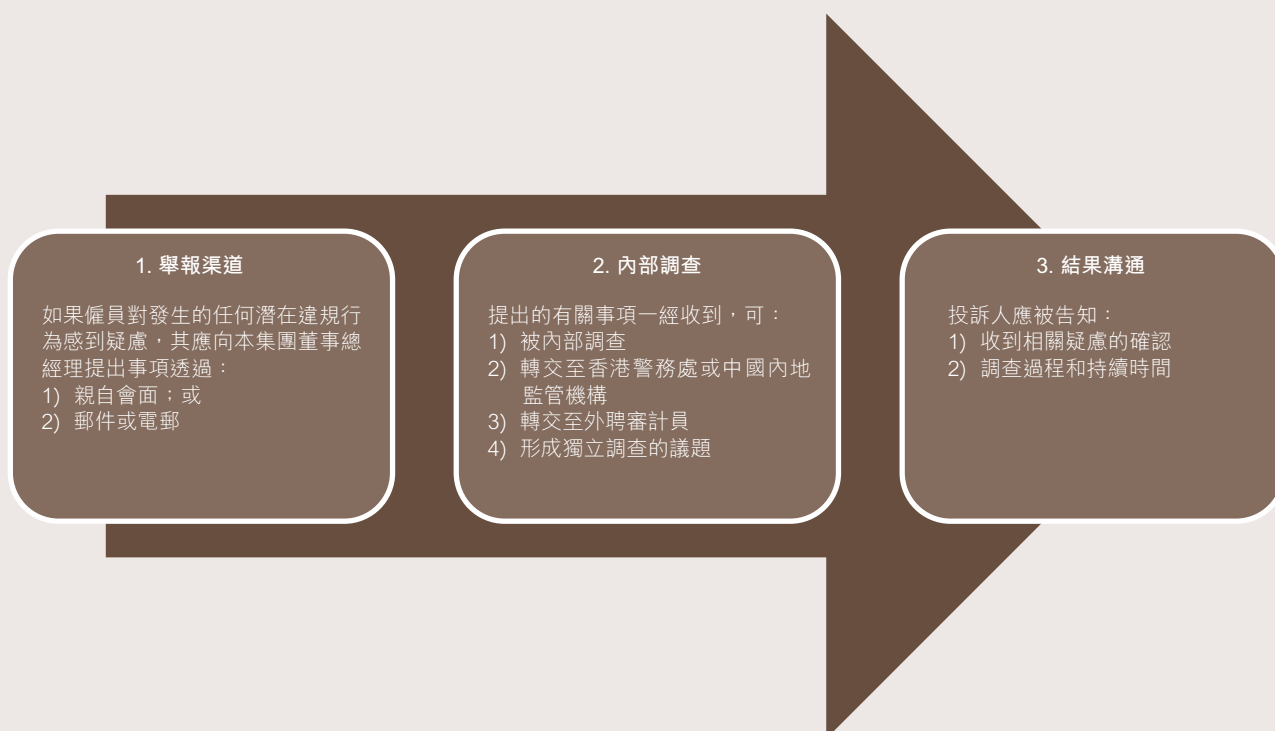 1. 舉報渠道
如果僱員對發生的任何潛在違規行
為感到疑慮，其應向本集團董事總
經理提出事項透過：
1) 親自會面；或
2) 郵件或電郵
2. 內部調查
提出的有關事項一經收到，可：
1) 被內部調查
2) 轉交至香港警務處或中國內地
監管機構
3) 轉交至外聘審計員
4) 形成獨立調查的議題
3. 結果溝通
投訴人應被告知：
1) 收到相關疑慮的確認
2) 調查過程和持續時間